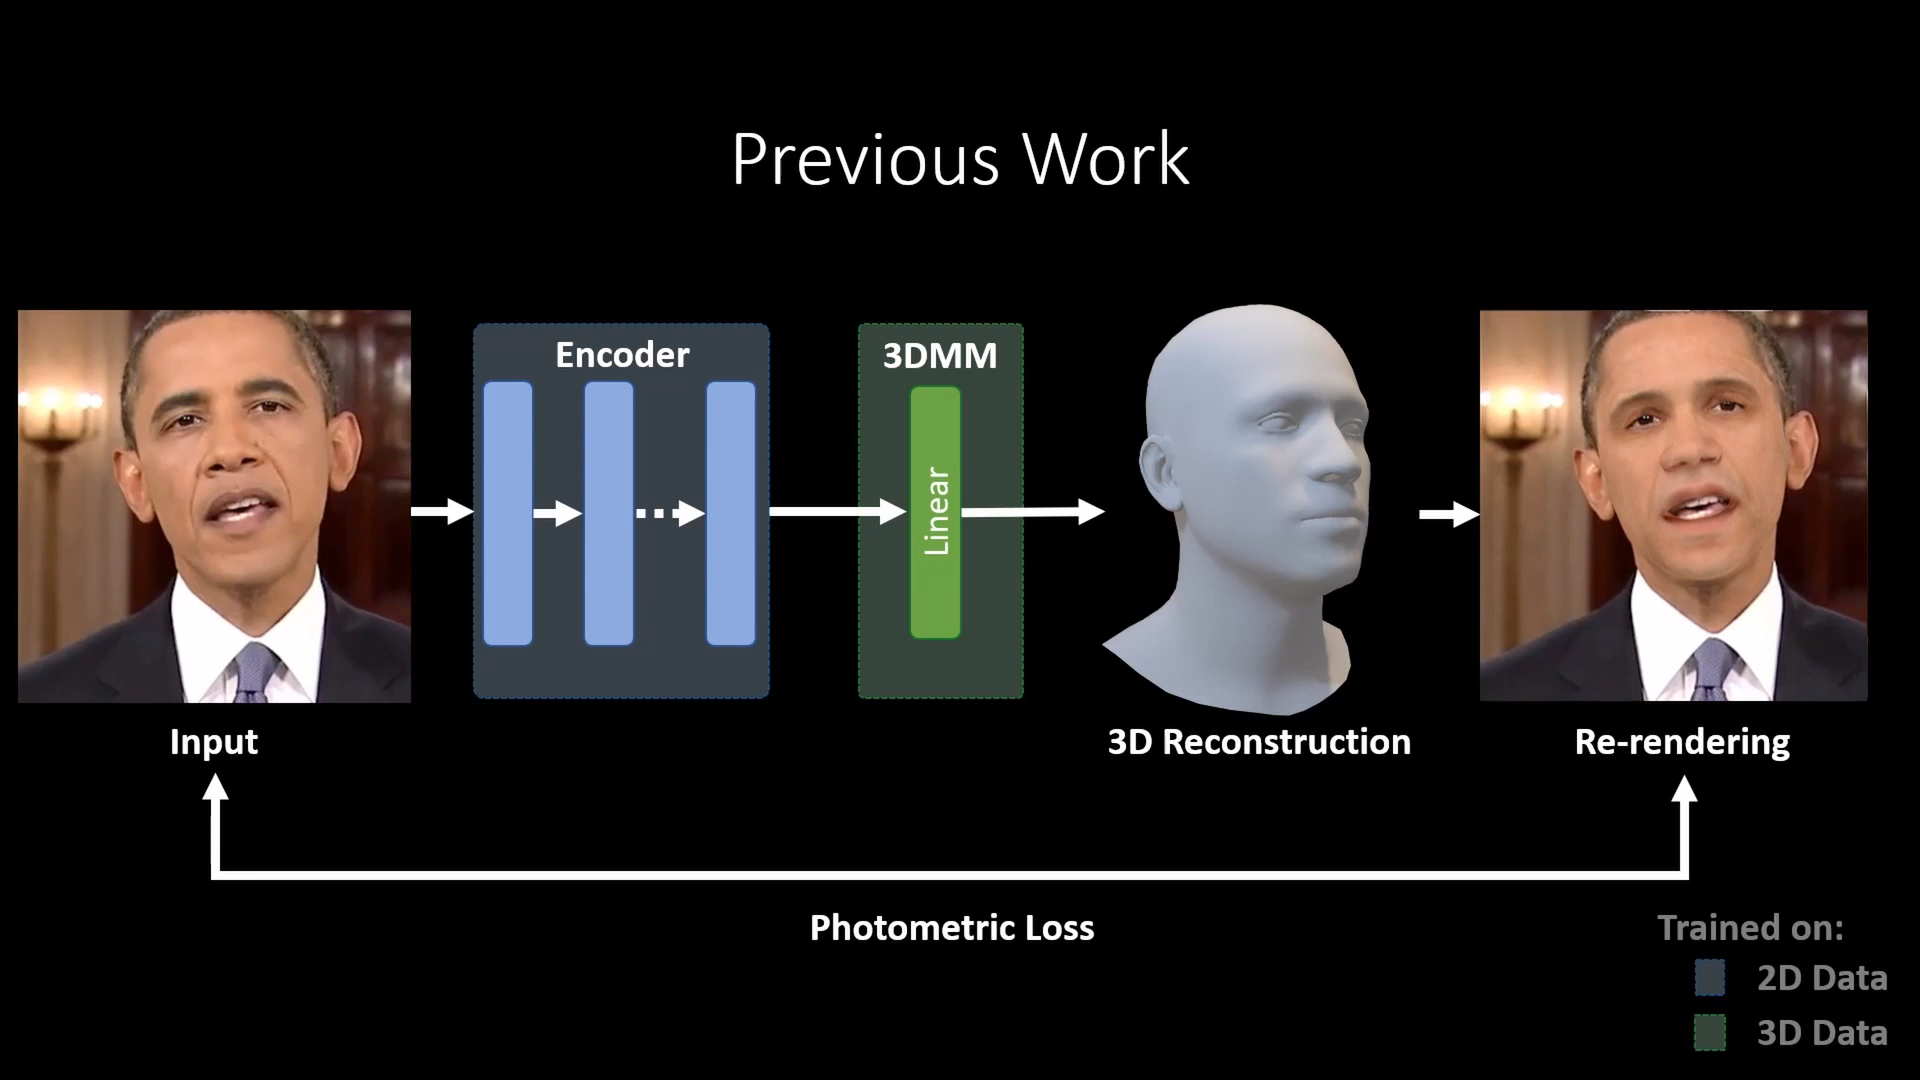 Previous Work
Encoder
3DMM
Linear
Input
3D Reconstruction
Re-rendering
Photometric Loss
Trained on:
2D Data
3D Data